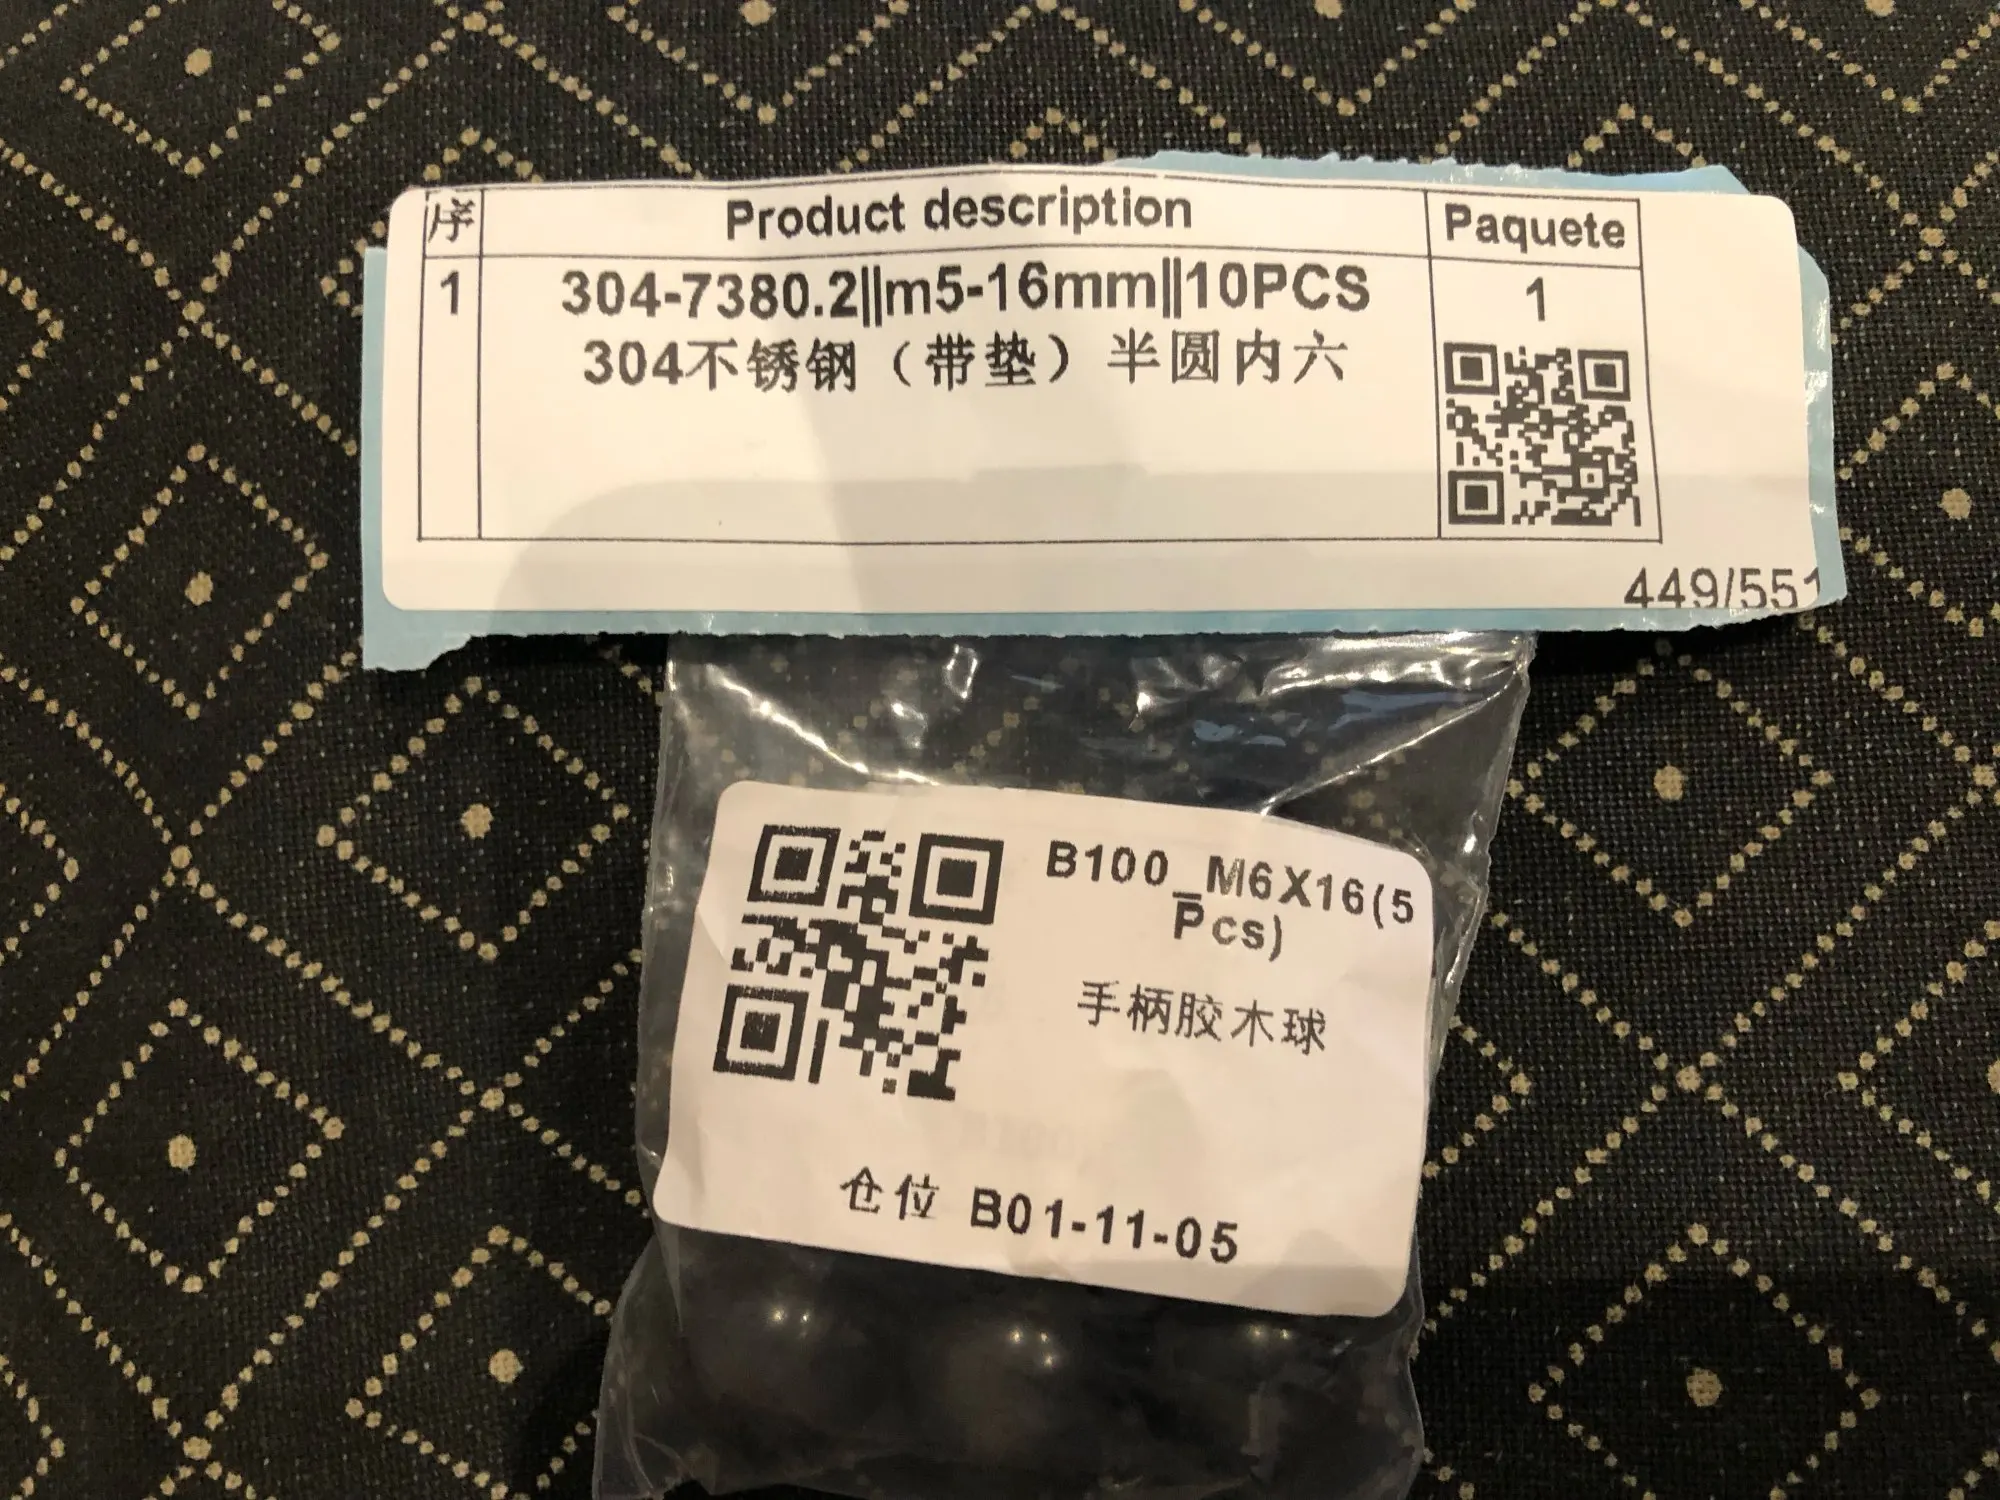 序 Product description Paquete
1 304-7380.2||m5-16mm||10PCS 1
304不锈钢（带垫）半圆内六
449/551
B100_M6X16(5
Pcs)
手柄胶木球
仓位 B01-11-05